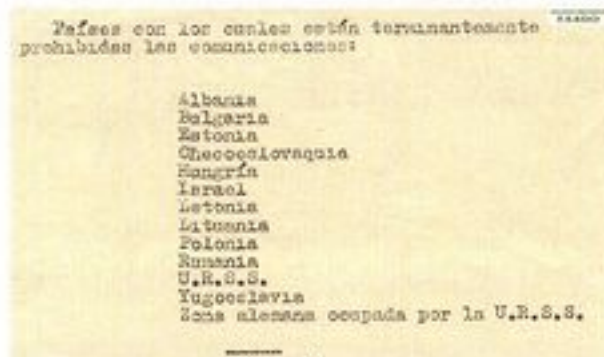 Países con los cuales están terminantemente
prohibidas las comunicaciones:
Albania
Bulgaria
Estonia
Checoeslovaquia
Hungría
Israel
Letonia
Lituania
Polonia
Rumania
U.R.S.S.
Yugoeslavia
Zona alemana ocupada por la U.R.S.S.